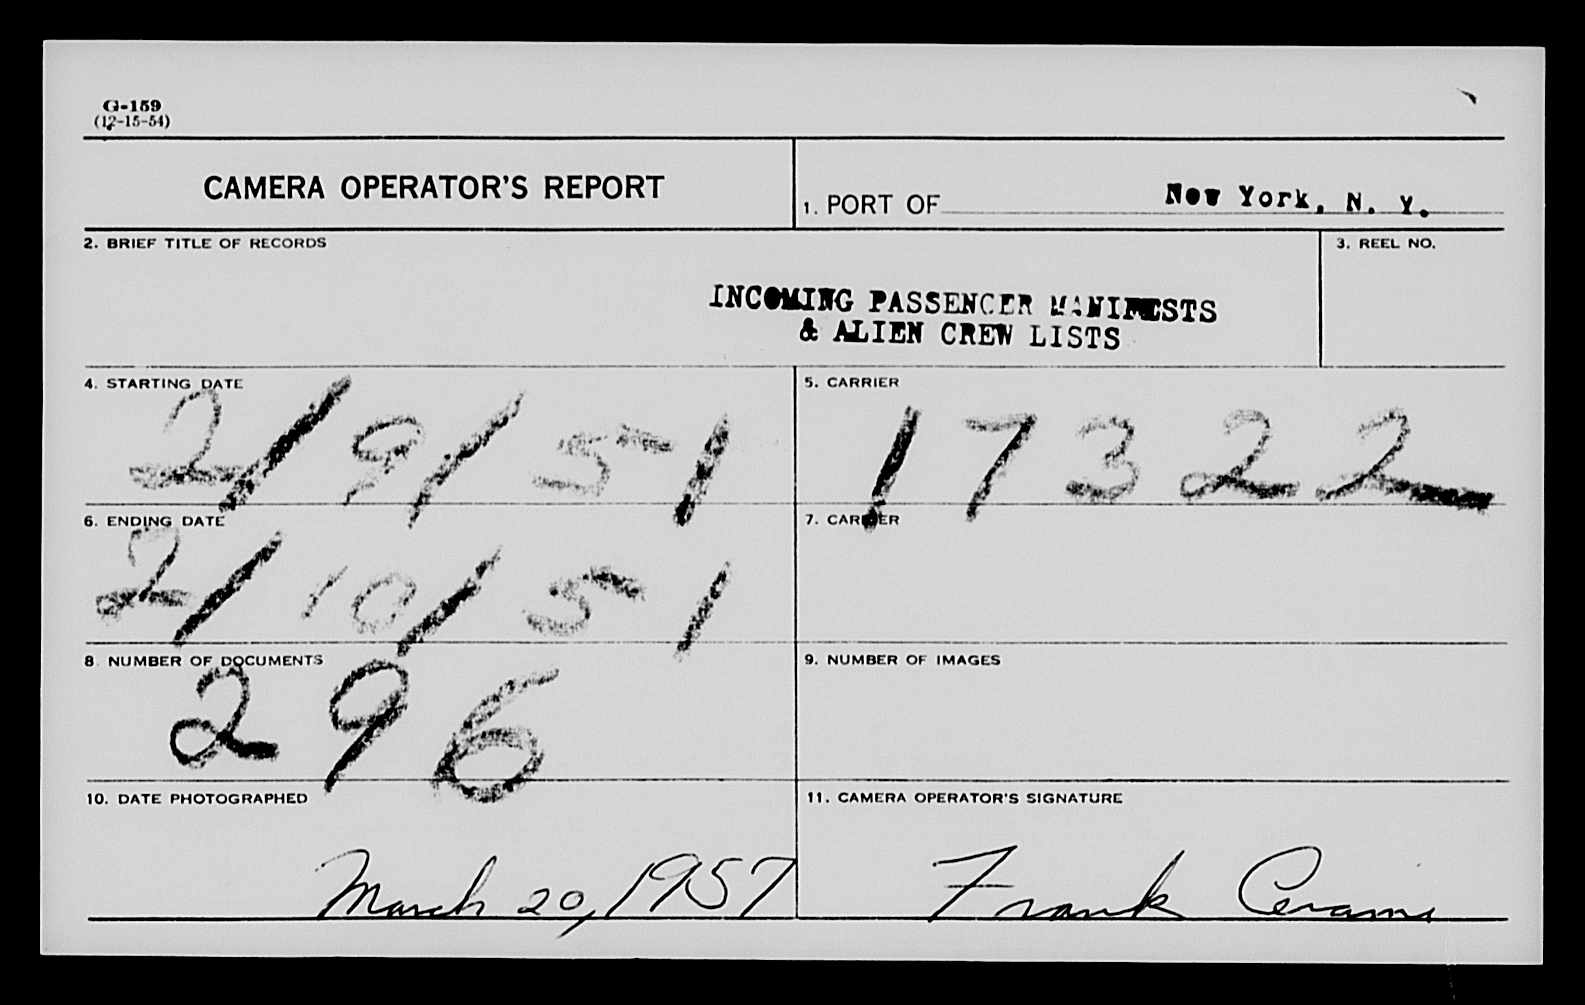 G-159
(12-15-54)
CAMERA OPERATOR'S REPORT
1. PORT OF New York, N. Y.
2. BRIEF TITLE OF RECORDS
3. REEL NO.
INCOMING PASSENGER MANIFESTS
& ALIEN CREW LISTS
4. STARTING DATE
2/9/51
5. CARRIER
17322
6. ENDING DATE
2/10/51
7. CARRIER
8. NUMBER OF DOCUMENTS
296
9. NUMBER OF IMAGES
10. DATE PHOTOGRAPHED
March 20, 1957
11. CAMERA OPERATOR'S SIGNATURE
Frank